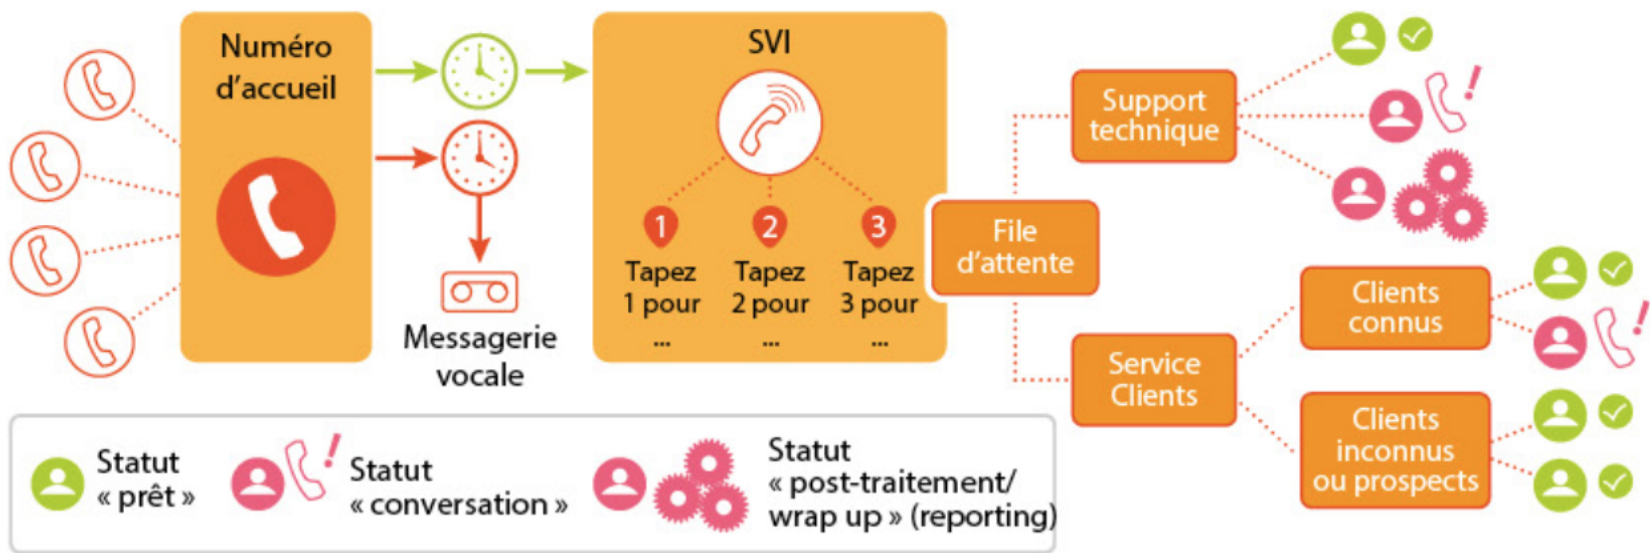 Numéro
d'accueil
Messagerie
vocale
SVI
1
2
3
Tapez
1 pour
...
Tapez
2 pour
...
Tapez
3 pour
...
File
d'attente
Support
technique
Service
Clients
Clients
connus
Clients
inconnus
ou prospects
Statut
« prêt »
Statut
« conversation »
Statut
« post-traitement/
wrap up » (reporting)